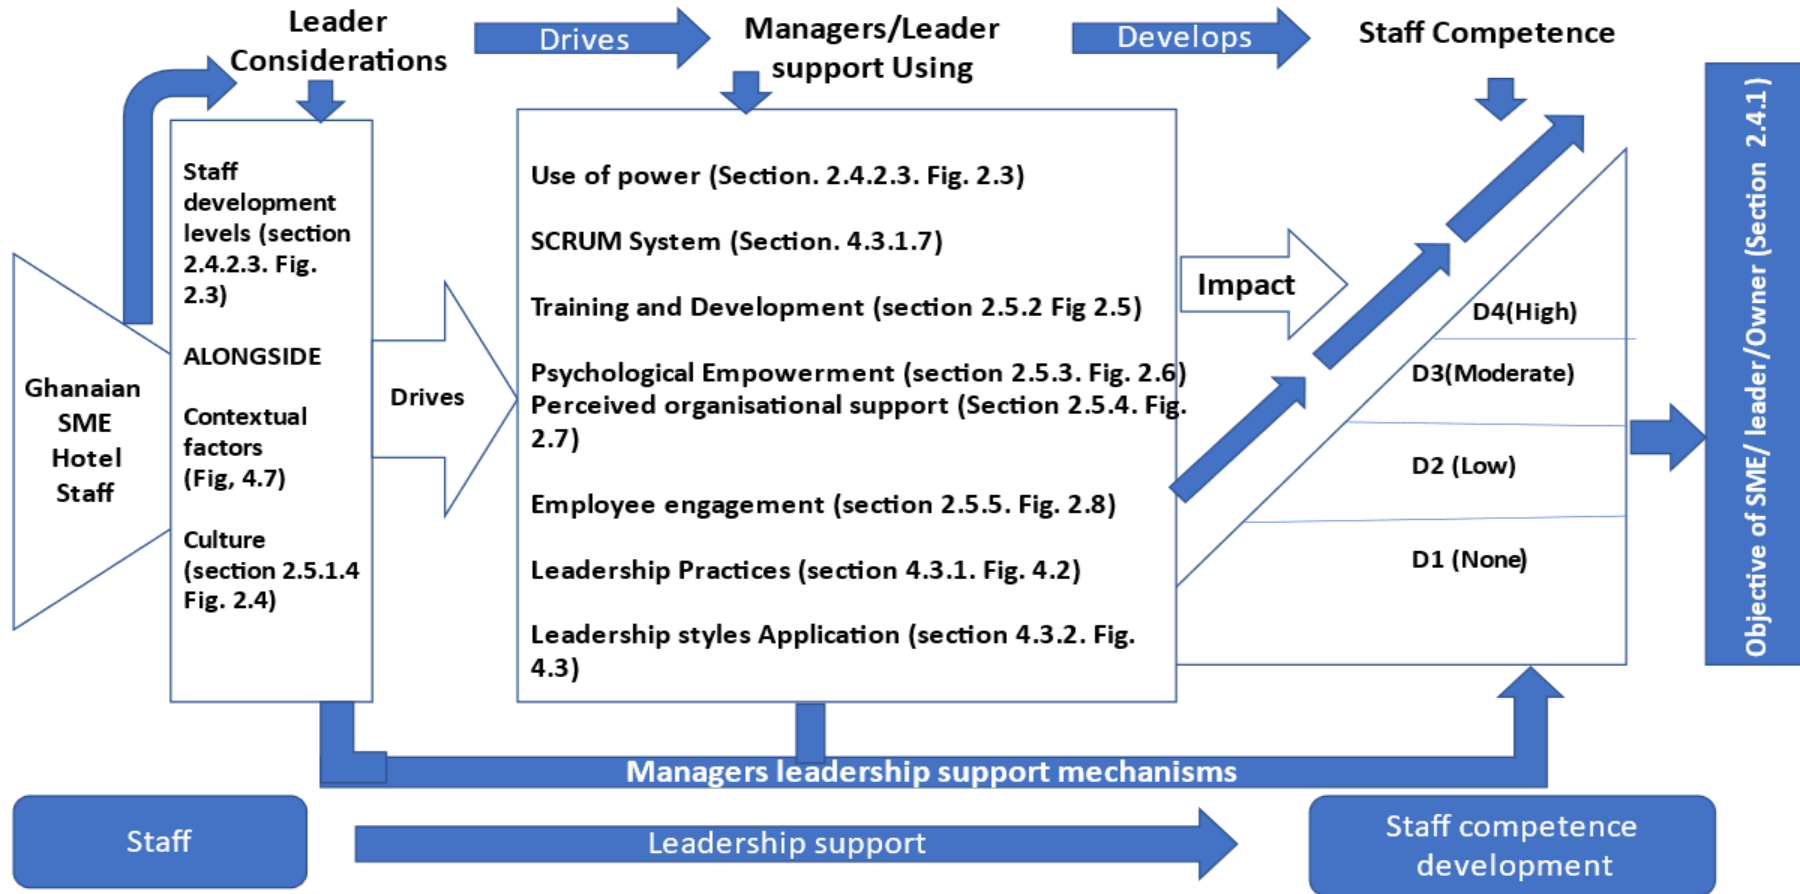 Leader
Considerations
Drives
Managers/Leader
support Using
Develops
Staff Competence
Ghanaian
SME
Hotel
Staff
Staff
development
levels (section
2.4.2.3. Fig.
2.3)
ALONGSIDE
Contextual
factors
(Fig, 4.7)
Culture
(section 2.5.1.4
Fig. 2.4)
Drives
Use of power (Section. 2.4.2.3. Fig. 2.3)
SCRUM System (Section. 4.3.1.7)
Training and Development (section 2.5.2 Fig 2.5)
Psychological Empowerment (section 2.5.3. Fig. 2.6)
Perceived organisational support (Section 2.5.4. Fig.
2.7)
Employee engagement (section 2.5.5. Fig. 2.8)
Leadership Practices (section 4.3.1. Fig. 4.2)
Leadership styles Application (section 4.3.2. Fig.
4.3)
Impact
D4(High)
D3(Moderate)
D2 (Low)
D1 (None)
Objective of SME/ leader/Owner (Section 2.4.1)
Managers leadership support mechanisms
Staff
Leadership support
Staff competence
development